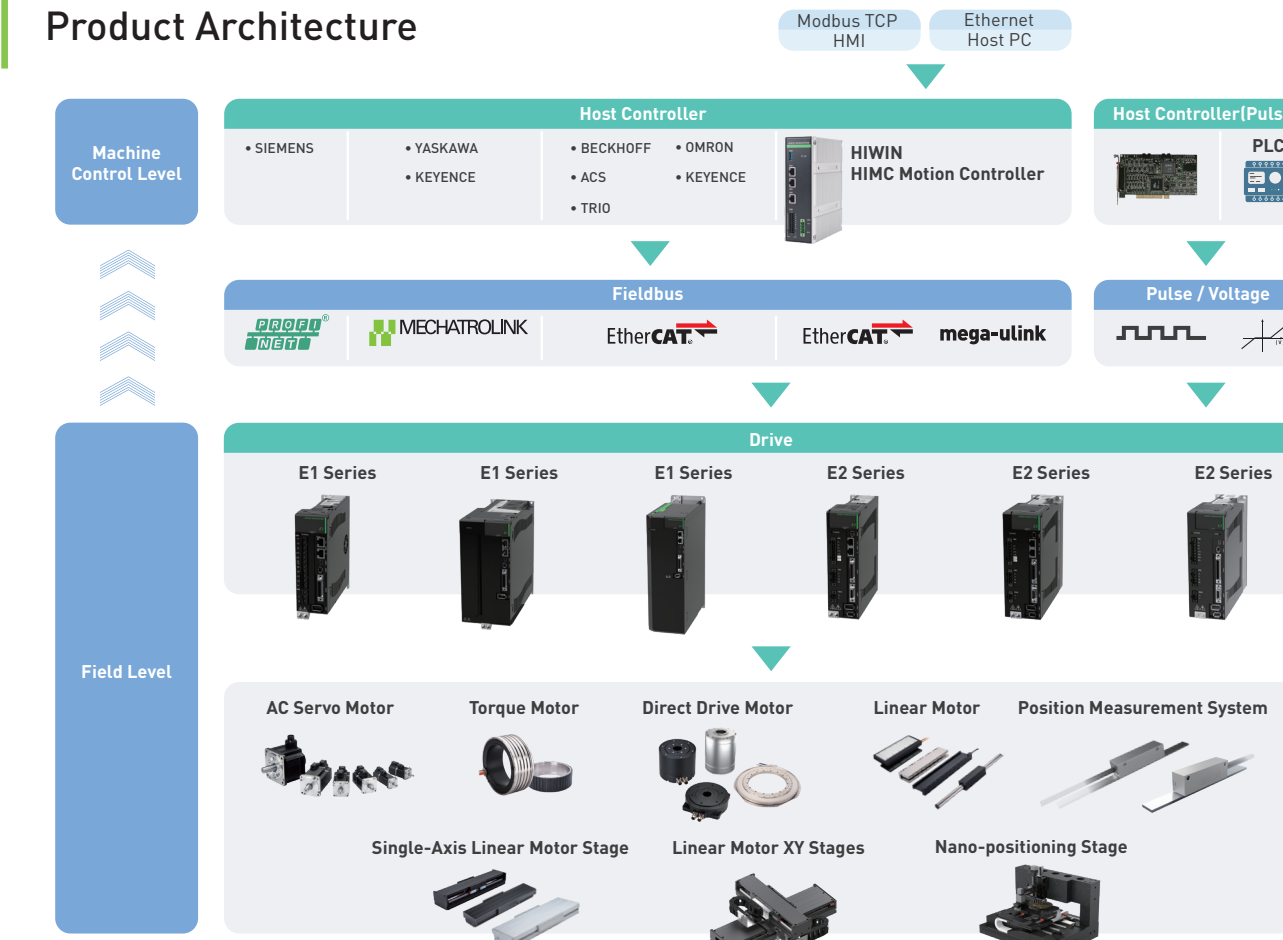 Product Architecture
Modbus TCP
HMI
Ethernet
Host PC
Machine
Control Level
Host Controller
• SIEMENS
• YASKAWA
• KEYENCE
• BECKHOFF
• ACS
• TRIO
• OMRON
• KEYENCE
HIWIN
HIMC Motion Controller
Host Controller(Puls
PLC
Fieldbus
PROFI®
NET
MECHATROLINK
EtherCAT®
EtherCAT®
mega-ulink
Pulse / Voltage
Field Level
Drive
E1 Series
E1 Series
E1 Series
E2 Series
E2 Series
E2 Series
AC Servo Motor
Torque Motor
Direct Drive Motor
Linear Motor
Position Measurement System
Single-Axis Linear Motor Stage
Linear Motor XY Stages
Nano-positioning Stage